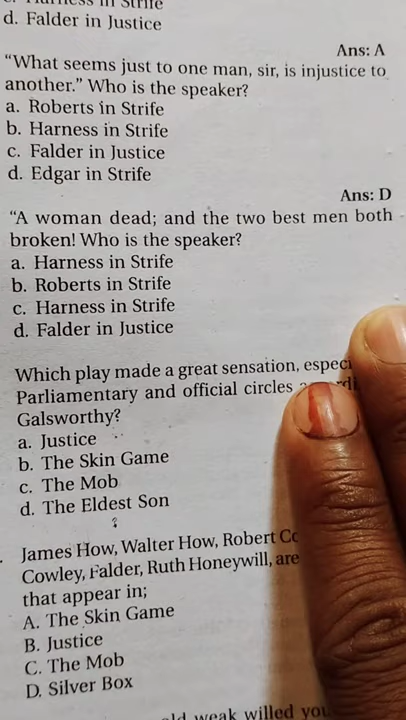 in Strife
d. Falder in Justice
Ans: A
“What seems just to one man, sir, is injustice to
another.” Who is the speaker?
a. Roberts in Strife
b. Harness in Strife
c. Falder in Justice
d. Edgar in Strife
Ans: D
“A woman dead; and the two best men both
broken! Who is the speaker?
a. Harness in Strife
b. Roberts in Strife
c. Harness in Strife
d. Falder in Justice
Which play made a great sensation,
Parliamentary and official circles
Galsworthy?
a. Justice
b. The Skin Game
c. The Mob
d. The Eldest Son
James How, Walter How, Robert
Cowley, Falder, Ruth Honeywill, are
that appear in;
A. The Skin Game
B. Justice
C. The Mob
D. Silver Box
weak willed